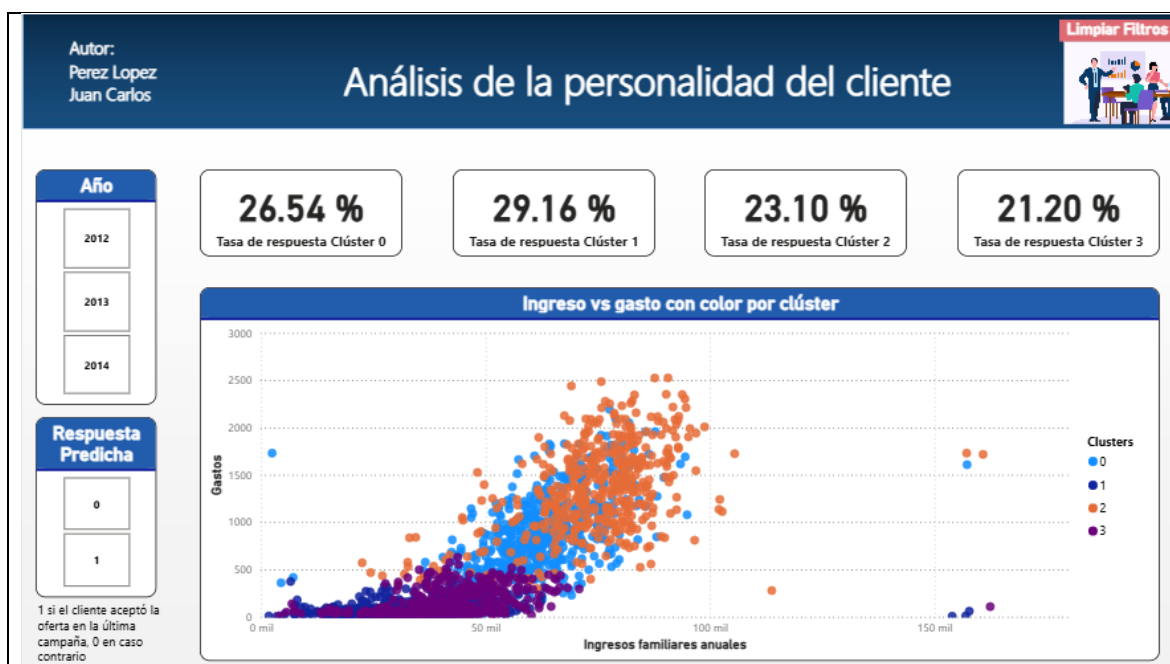 Autor:
Perez Lopez
Juan Carlos
Análisis de la personalidad del cliente
Limpiar Filtros
Año
2012
2013
2014
Respuesta
Predicha
0
1
1 si el cliente aceptó la
oferta en la última
campaña, 0 en caso
contrario
26.54 %
Tasa de respuesta Clúster 0
29.16 %
Tasa de respuesta Clúster 1
23.10 %
Tasa de respuesta Clúster 2
21.20 %
Tasa de respuesta Clúster 3
Ingreso vs gasto con color por clúster
Gastos
3000
2500
2000
1500
1000
500
0
0 mil
50 mil
100 mil
150 mil
Ingresos familiares anuales
Clusters
0
1
2
3